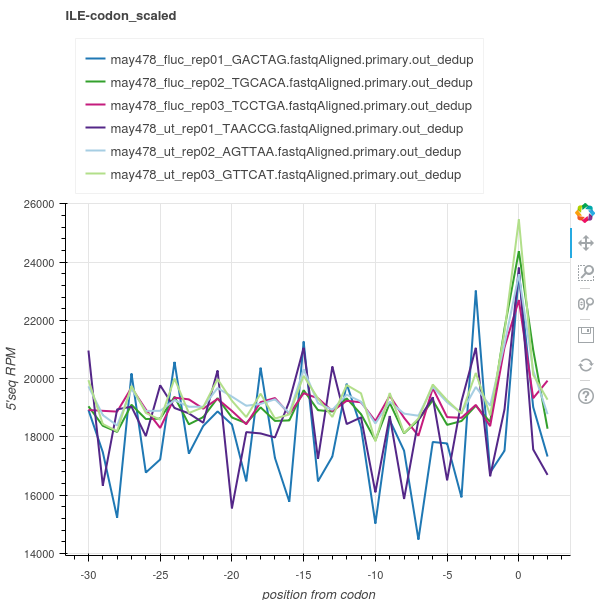 ILE-codon_scaled
may478_fluc_rep01_GACTAG.fastqAligned.primary.out_dedup
may478_fluc_rep02_TGCACA.fastqAligned.primary.out_dedup
may478_fluc_rep03_TCCTGA.fastqAligned.primary.out_dedup
may478_ut_rep01_TAACCG.fastqAligned.primary.out_dedup
may478_ut_rep02_AGTTAA.fastqAligned.primary.out_dedup
may478_ut_rep03_GTTCAT.fastqAligned.primary.out_dedup
26000
24000
22000
20000
18000
16000
14000
5'seq RPM
-30 -25 -20 -15 -10 -5 0
position from codon